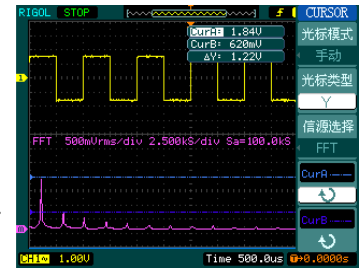 RIGOL STOP CURSOR
CurA= 1.84V
CurB= 620mV
ΔY= 1.22V
光标模式
手动
光标类型
Y
信源选择
FFT
FFT 500mVrms/div 2.500kS/div Sa=100.0kS
CurA
CurB
CH1~ 1.00V Time 500.0us 0.0000s